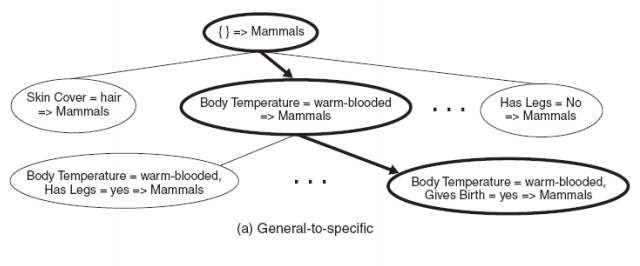 { } => Mammals
Skin Cover = hair
=> Mammals
Body Temperature = warm-blooded
=> Mammals
. . .
Has Legs = No
=> Mammals
Body Temperature = warm-blooded,
Has Legs = yes => Mammals
. . .
Body Temperature = warm-blooded,
Gives Birth = yes => Mammals
(a) General-to-specific